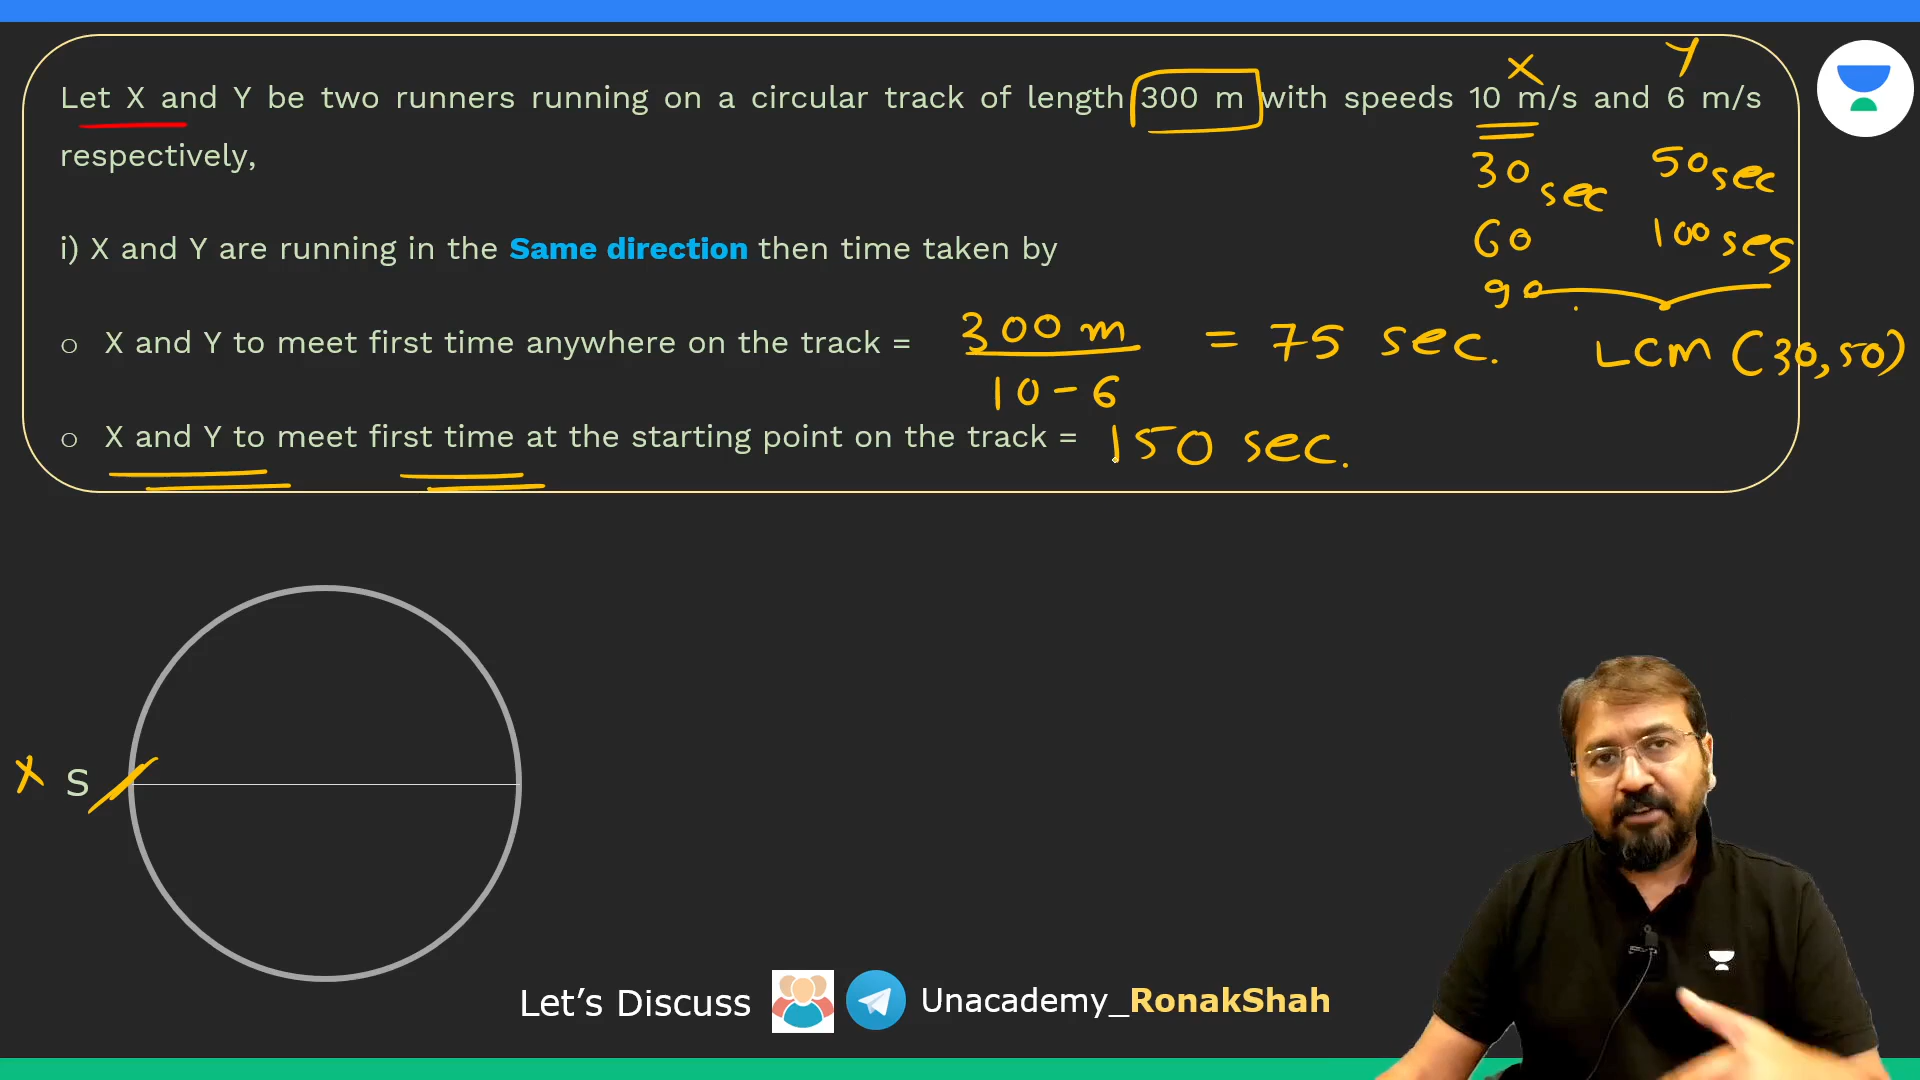 X Y
Let X and Y be two runners running on a circular track of length 300 m with speeds 10 m/s and 6 m/s
respectively,
30 sec 50 sec
60 100 sec
i) X and Y are running in the Same direction then time taken by
90
○ X and Y to meet first time anywhere on the track = 300 m / 10 - 6 = 75 sec.
LCM (30, 50)
○ X and Y to meet first time at the starting point on the track = 150 sec.
X S
Let’s Discuss Unacademy_RonakShah